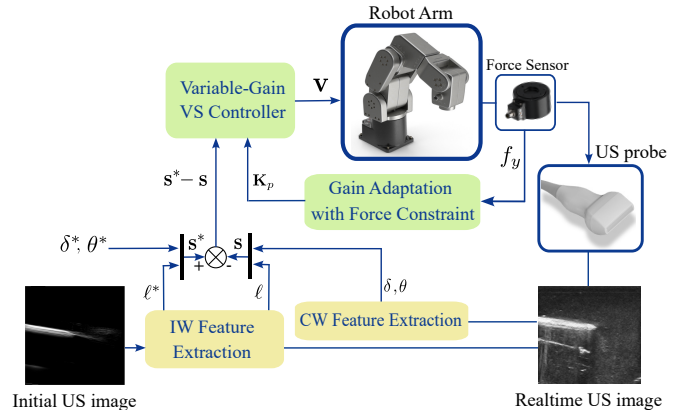 Robot Arm
Force Sensor
Variable-Gain
VS Controller
V
US probe
f_y
s* − s
K_p
Gain Adaptation
with Force Constraint
δ*, θ*
s*
s
+
-
ℓ*
ℓ
δ, θ
IW Feature
Extraction
CW Feature Extraction
Initial US image
Realtime US image